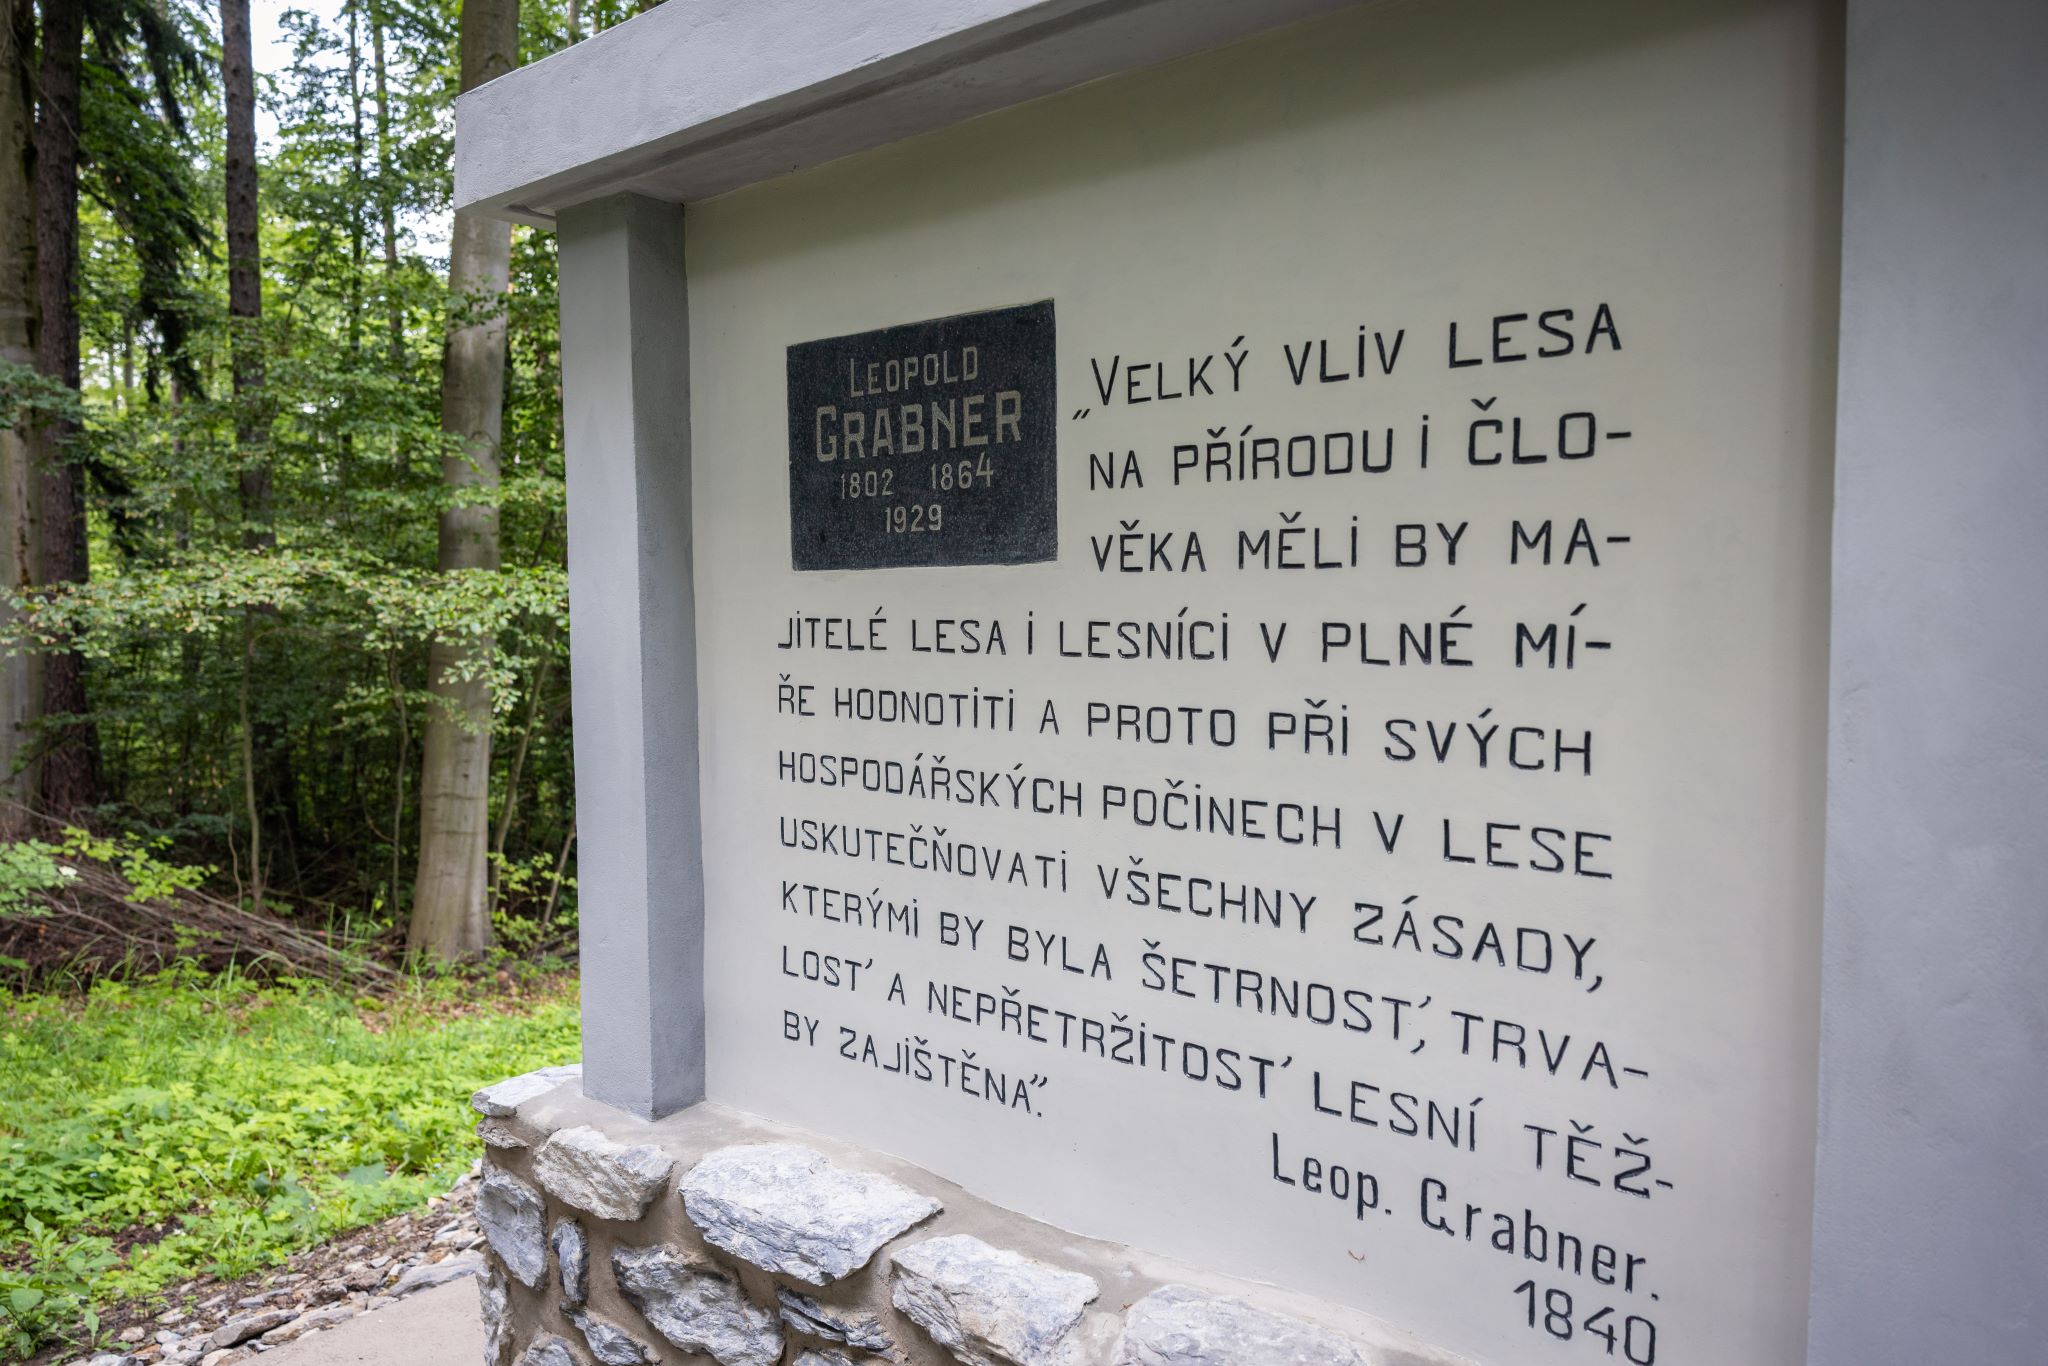 LEOPOLD
GRABNER
1802 1864
1929
„VELKÝ VLIV LESA
NA PŘÍRODU I ČLO-
VĚKA MĚLI BY MA-
JITELÉ LESA I LESNÍCI V PLNÉ MÍ-
ŘE HODNOTITI A PROTO PŘI SVÝCH
HOSPODÁŘSKÝCH POČINECH V LESE
USKUTEČŇOVATI VŠECHNY ZÁSADY,
KTERÝMI BY BYLA ŠETRNOSŤ, TRVA-
LOSŤ A NEPŘETRŽITOSŤ LESNÍ TĚŽ-
BY ZAJIŠTĚNA”.
Leop. Grabner.
1840